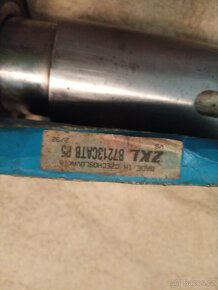 ZKL B7213CATB P5
MADE IN CZECHOSLOVAKIA